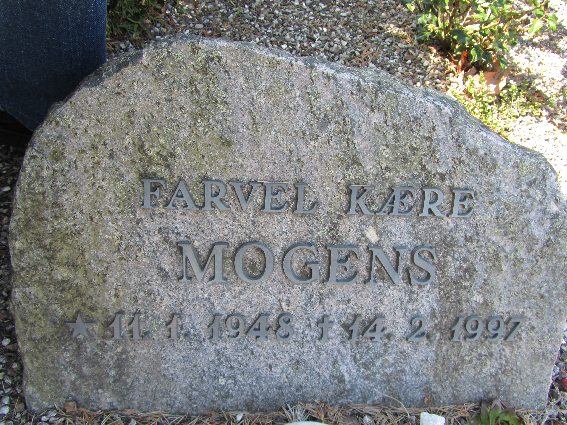 FARVEL KÆRE
MOGENS
★ 11. 1. 1948 † 14. 2. 1997